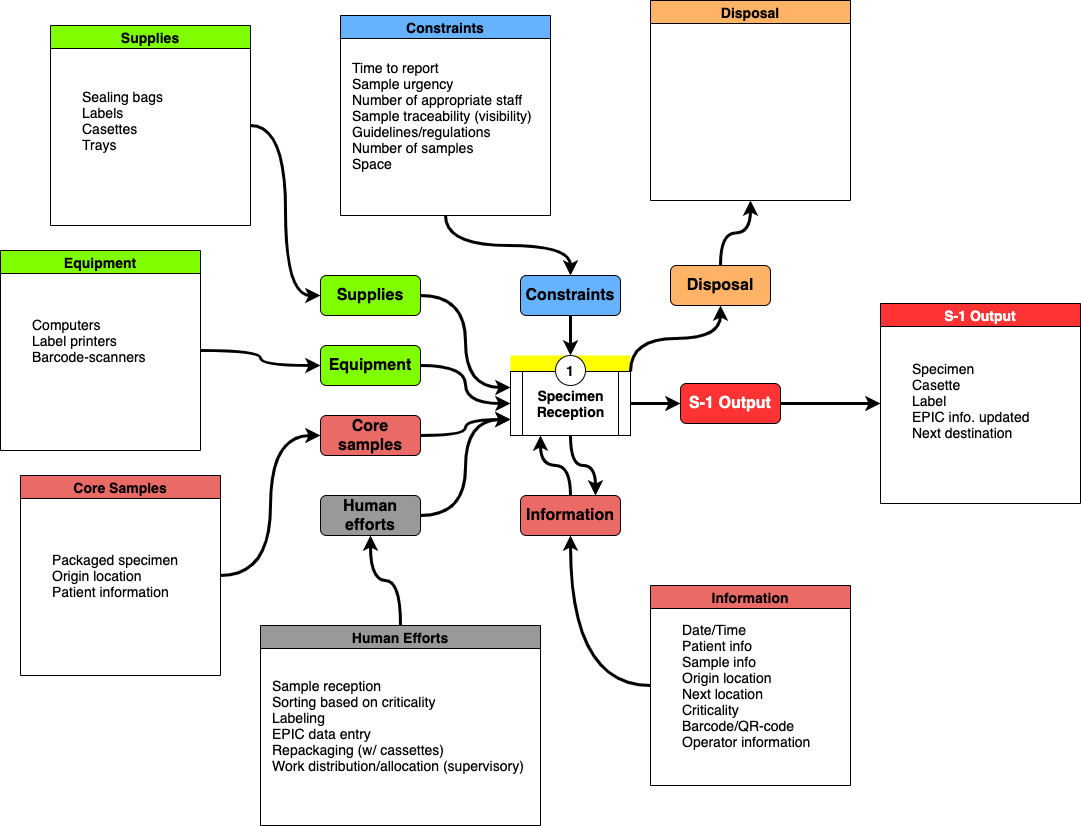 Supplies
Sealing bags
Labels
Casettes
Trays
Constraints
Time to report
Sample urgency
Number of appropriate staff
Sample traceability (visibility)
Guidelines/regulations
Number of samples
Space
Disposal
Equipment
Computers
Label printers
Barcode-scanners
Supplies
Constraints
Disposal
Equipment
1
Specimen
Reception
S-1 Output
S-1 Output
Specimen
Casette
Label
EPIC info. updated
Next destination
Core
samples
Core Samples
Packaged specimen
Origin location
Patient information
Human
efforts
Information
Human Efforts
Sample reception
Sorting based on criticality
Labeling
EPIC data entry
Repackaging (w/ cassettes)
Work distribution/allocation (supervisory)
Information
Date/Time
Patient info
Sample info
Origin location
Next location
Criticality
Barcode/QR-code
Operator information